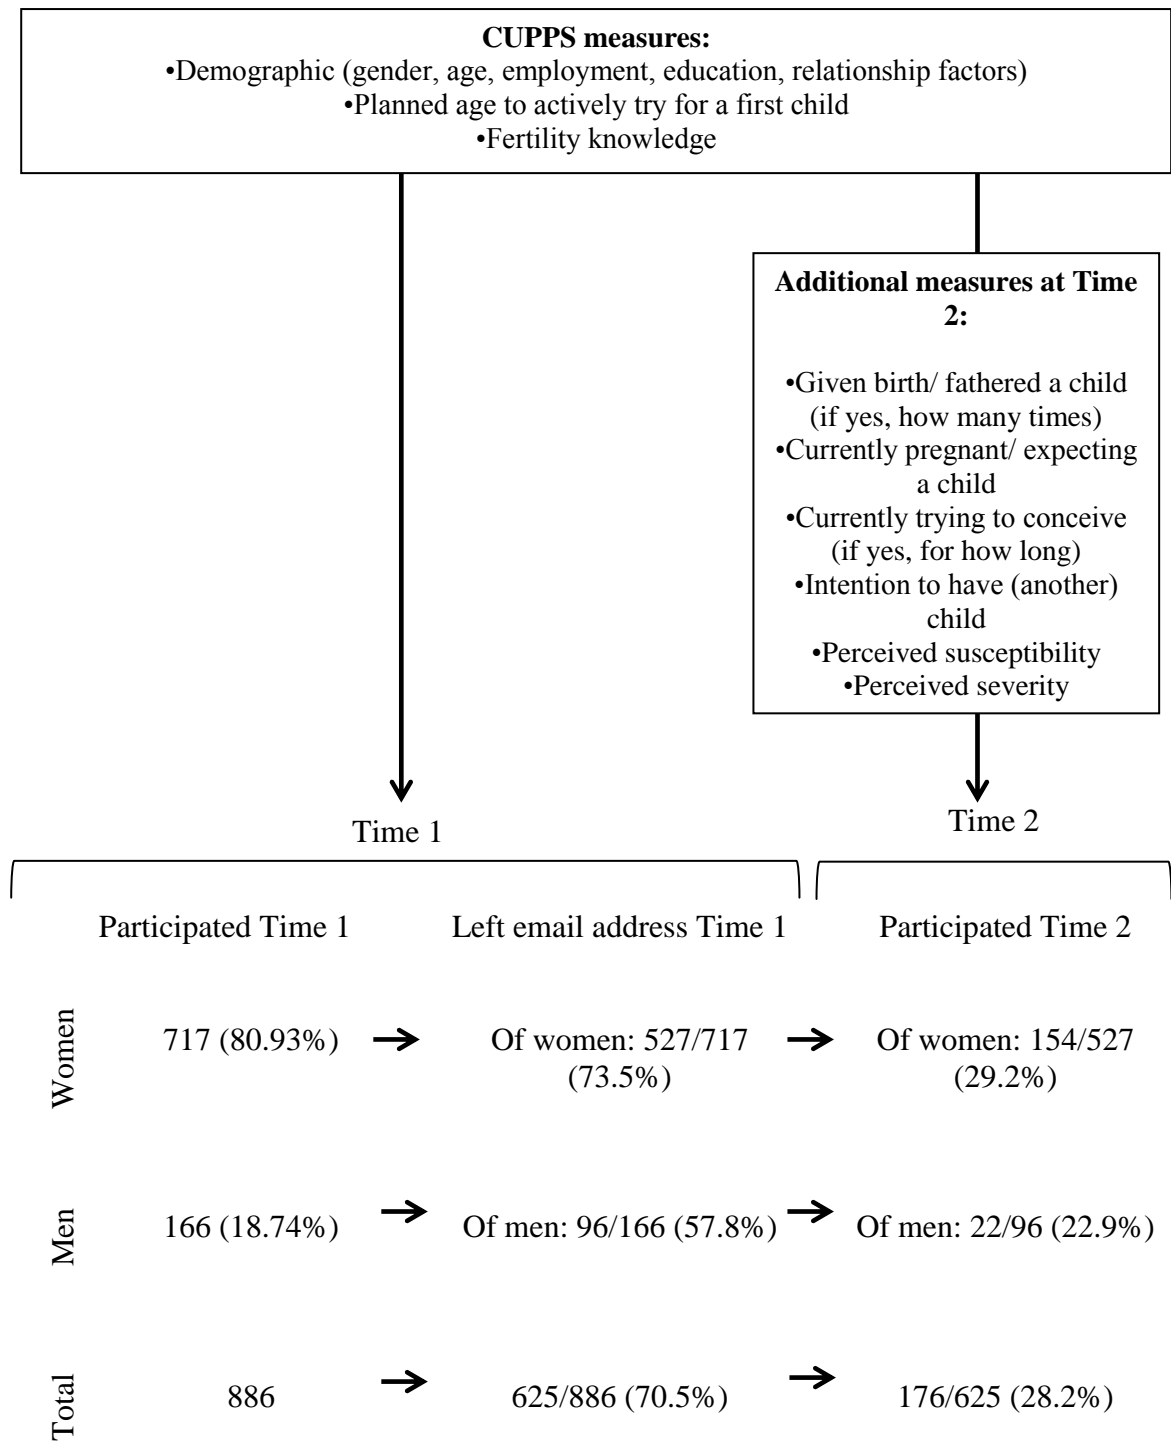 CUPPS measures:
•Demographic (gender, age, employment, education, relationship factors)
•Planned age to actively try for a first child
•Fertility knowledge
Additional measures at Time
2:
•Given birth/ fathered a child
(if yes, how many times)
•Currently pregnant/ expecting
a child
•Currently trying to conceive
(if yes, for how long)
•Intention to have (another)
child
•Perceived susceptibility
•Perceived severity
Time 1
Time 2
Participated Time 1
Left email address Time 1
Participated Time 2
Women
717 (80.93%)
Of women: 527/717
(73.5%)
Of women: 154/527
(29.2%)
Men
166 (18.74%)
Of men: 96/166 (57.8%)
Of men: 22/96 (22.9%)
Total
886
625/886 (70.5%)
176/625 (28.2%)